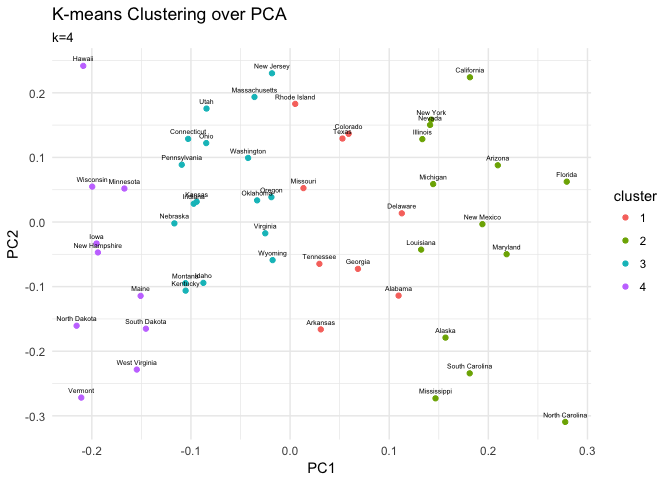 K-means Clustering over PCA
k=4
Hawaii
New Jersey
California
Massachusetts
Rhode Island
Utah
New York
Nevada
Colorado
Texas
Connecticut
Ohio
Illinois
Washington
Pennsylvania
Arizona
Wisconsin
Minnesota
Missouri
Michigan
Florida
Kansas
Indiana
Oklahoma
Oregon
Delaware
Nebraska
New Mexico
Virginia
Iowa
New Hampshire
Louisiana
Maryland
Wyoming
Tennessee
Georgia
Montana
Idaho
Kentucky
Maine
Alabama
North Dakota
South Dakota
Arkansas
Alaska
West Virginia
South Carolina
Vermont
Mississippi
North Carolina
0.2
0.1
0.0
-0.1
-0.2
-0.3
PC2
-0.2
-0.1
0.0
0.1
0.2
0.3
PC1
cluster
1
2
3
4